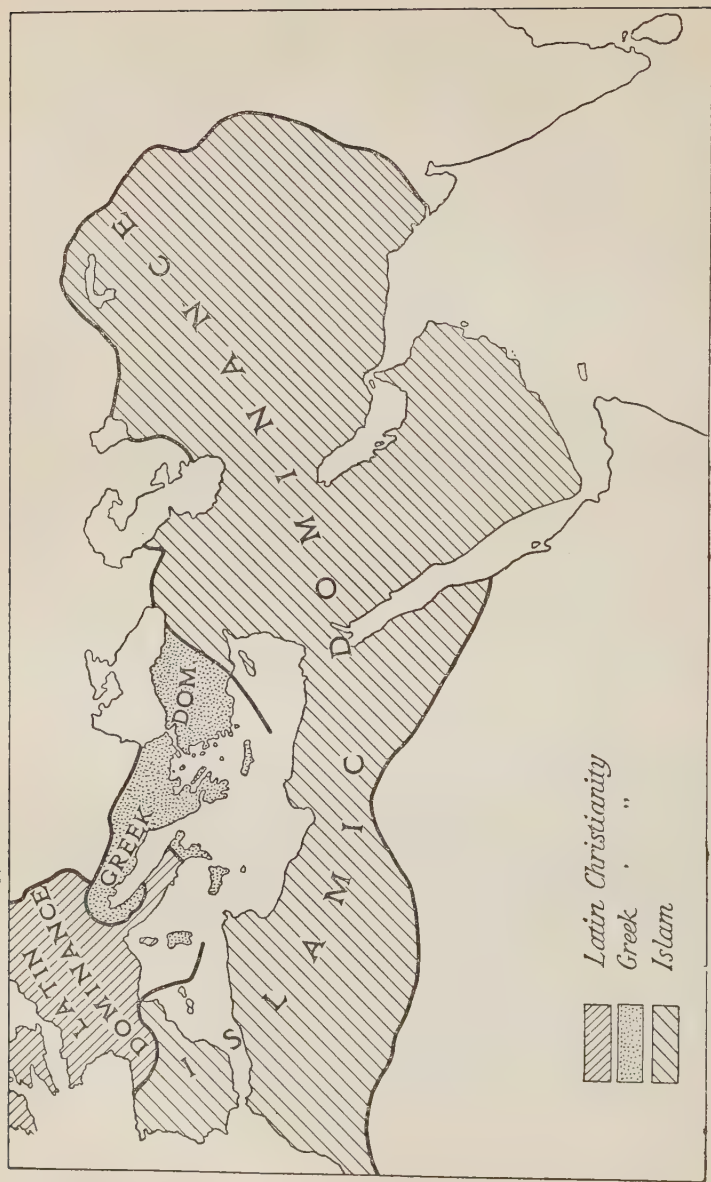 LATIN
DOMINANCE
GREEK
DOM
ISLAMIC DOMINANCE
Latin Christianity
Greek , "
Islam